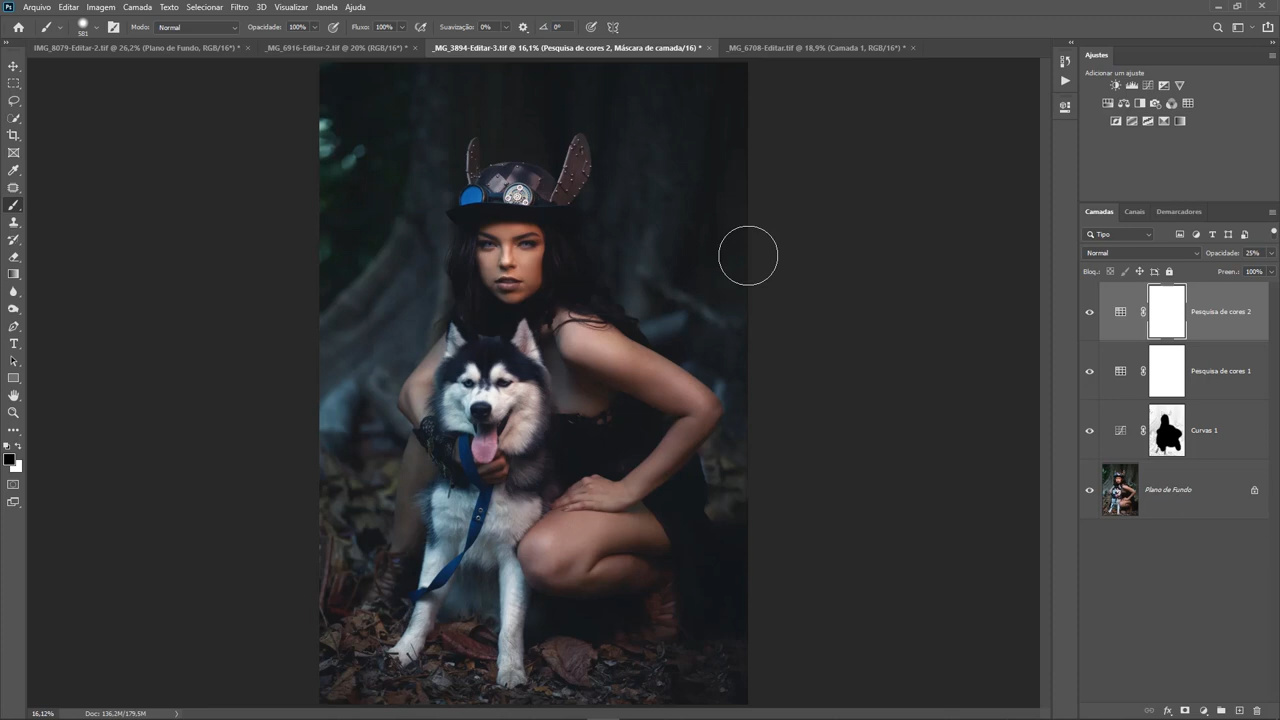 Ps Arquivo Editar Imagem Camada Texto Selecionar Filtro 3D Visualizar Janela Ajuda
581 Modo: Normal Opacidade: 100% Fluxo: 100% Suavização: 0% 0°
IMG_8079-Editar-2.tif @ 26,2% (Plano de Fundo, RGB/16*) * × _MG_6916-Editar-2.tif @ 20% (RGB/16*) * × _MG_3894-Editar-3.tif @ 16,1% (Pesquisa de cores 2, Máscara de camada/16) * × _MG_6708-Editar.tif @ 18,9% (Camada 1, RGB/16*) * ×
Ajustes
Adicionar um ajuste
Camadas Canais Demarcadores
Tipo
Normal Opacidade: 25%
Bloq.: Preen.: 100%
Pesquisa de cores 2
Pesquisa de cores 1
Curvas 1
Plano de Fundo
16,12% Doc: 136,2M/179,5M